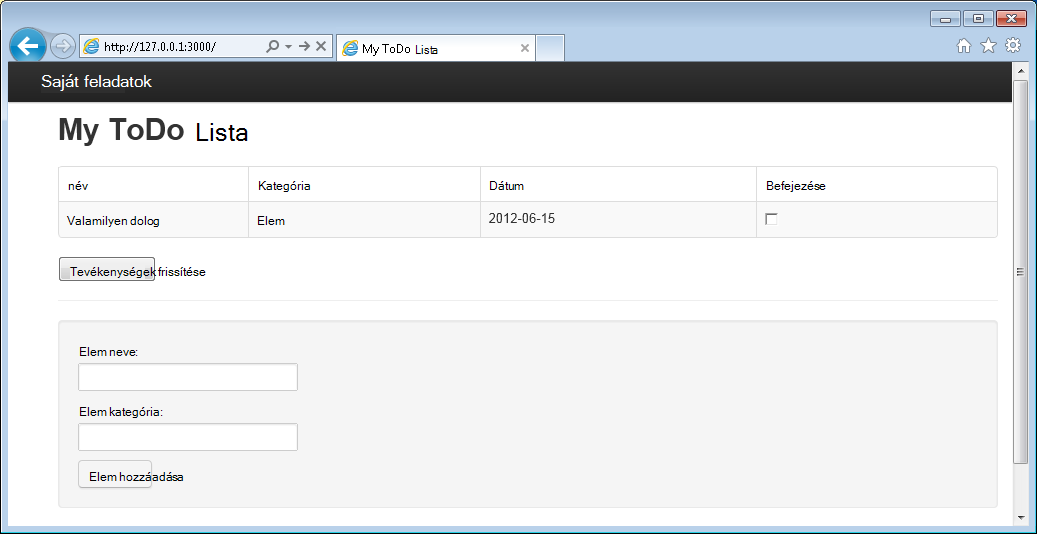 http://127.0.0.1:3000/
My ToDo Lista
Saját feladatok
My ToDo Lista
név Kategória Dátum Befejezése
Valamilyen dolog Elem 2012-06-15
Tevékenységek frissítése
Elem neve:
Elem kategória:
Elem hozzáadása